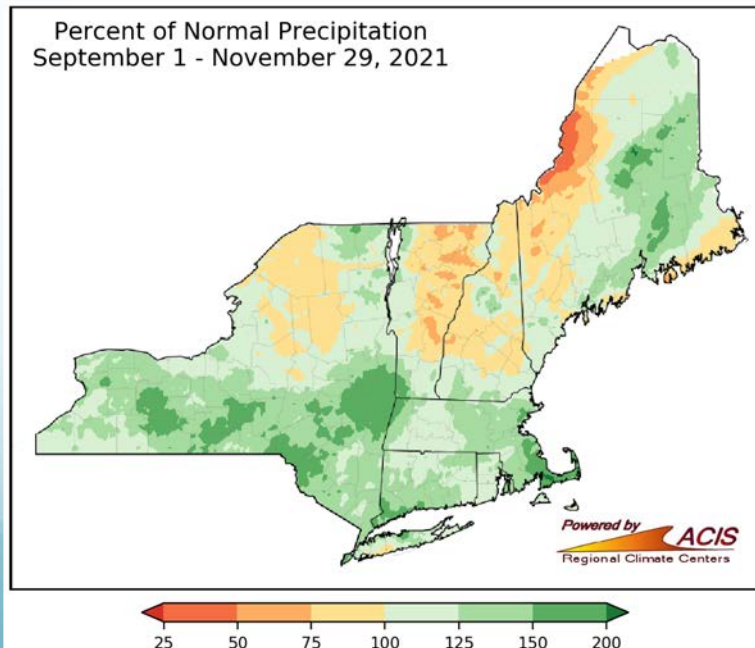 Percent of Normal Precipitation
September 1 - November 29, 2021
Powered by
ACIS
Regional Climate Centers
25 50 75 100 125 150 200